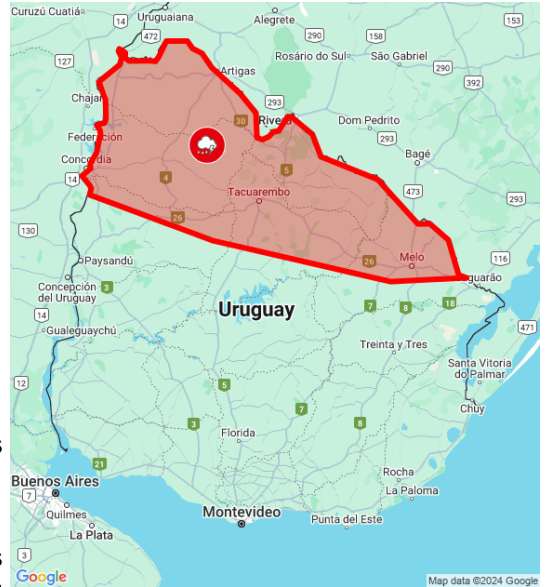 Curuzú Cuatiá
14
Uruguaiana
Alegrete
153
472
290
158
127
Rosário do Sul
São Gabriel
290
Artigas
392
Chajarí
293
30
Rivera
Dom Pedrito
Federación
293
Bagé
Concordia
5
14
4
Tacuarembo
473
293
26
130
Melo
116
Paysandú
26
Concepción
del Uruguay
3
Uruguay
7
8
18
14
471
Gualeguaychú
Treinta y Tres
Santa Vitoria
do Palmar
12
5
7
Chuy
3
8
Florida
21
Rocha
Buenos Aires
La Paloma
7
Quilmes
Montevideo
Punta del Este
La Plata
3
Google
Map data ©2024 Google